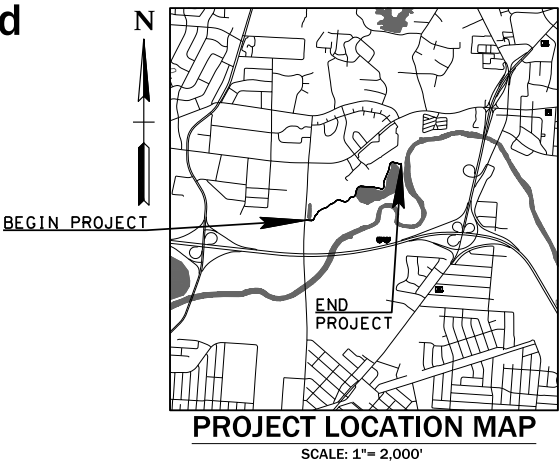 d
N
BEGIN PROJECT
END
PROJECT
PROJECT LOCATION MAP
SCALE: 1"= 2,000'